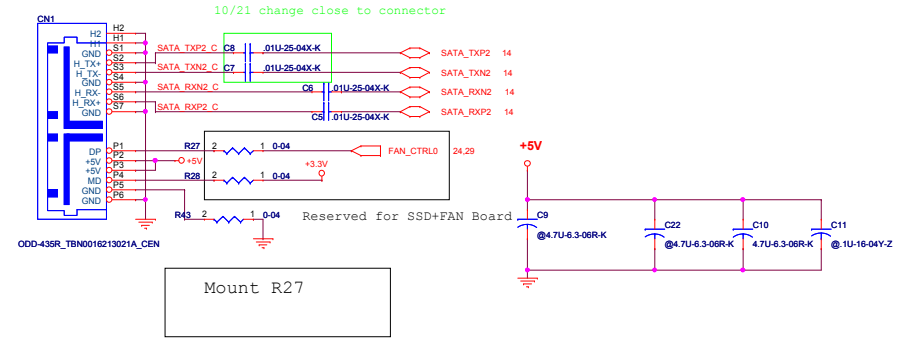 10/21 change close to connector
CN1
H2 H2
H1 H1
GND S1 SATA_TXP2_C C8 .01U-25-04X-K SATA_TXP2 14
H_TX+ S2
H_TX- S3 SATA_TXN2_C C7 .01U-25-04X-K SATA_TXN2 14
GND S4
H_RX- S5 SATA_RXN2_C C6 .01U-25-04X-K SATA_RXN2 14
H_RX+ S6
GND S7 SATA_RXP2_C C5 .01U-25-04X-K SATA_RXP2 14
DP P1 R27 2 1 0-04 FAN_CTRL0 24,29
+5V P2 +5V
+5V P3 +3.3V
MD P4 R28 2 1 0-04
GND P5
GND P6
R43 2 1 0-04
Reserved for SSD+FAN Board
ODD-435R_TBN00162130​21A_CEN
Mount R27
+5V
C9 C22 C10 C11
@4.7U-6.3-06R-K @4.7U-6.3-06R-K 4.7U-6.3-06R-K @.1U-16-04Y-Z